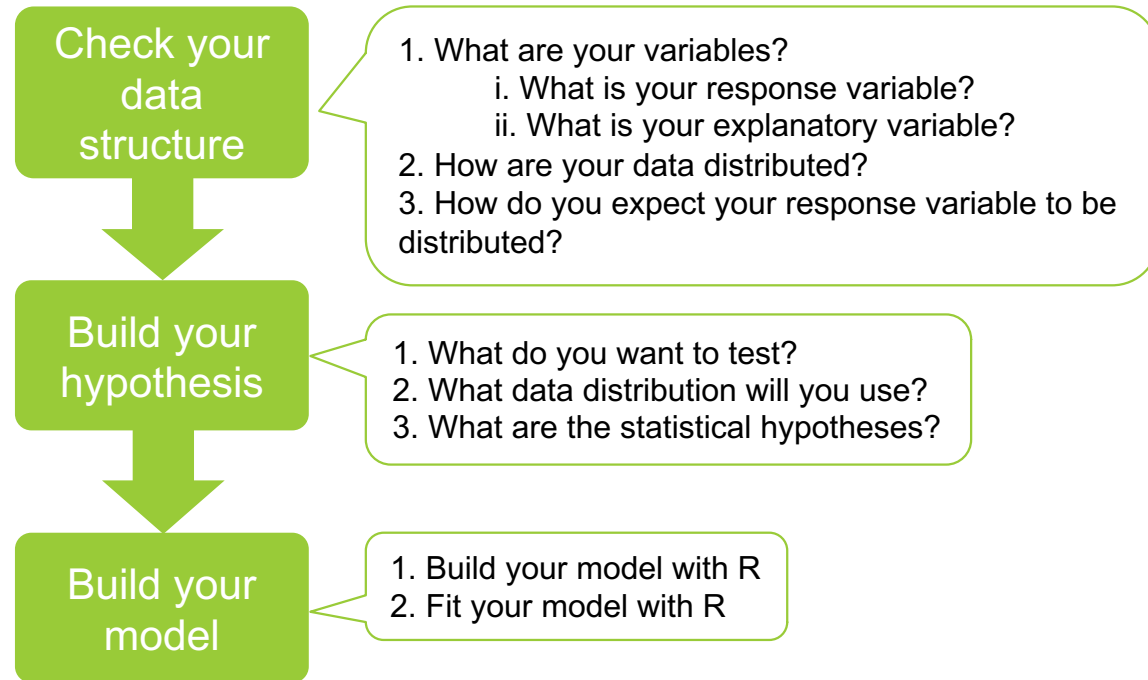 Check your
data
structure
1. What are your variables?
i. What is your response variable?
ii. What is your explanatory variable?
2. How are your data distributed?
3. How do you expect your response variable to be
distributed?
Build your
hypothesis
1. What do you want to test?
2. What data distribution will you use?
3. What are the statistical hypotheses?
Build your
model
1. Build your model with R
2. Fit your model with R